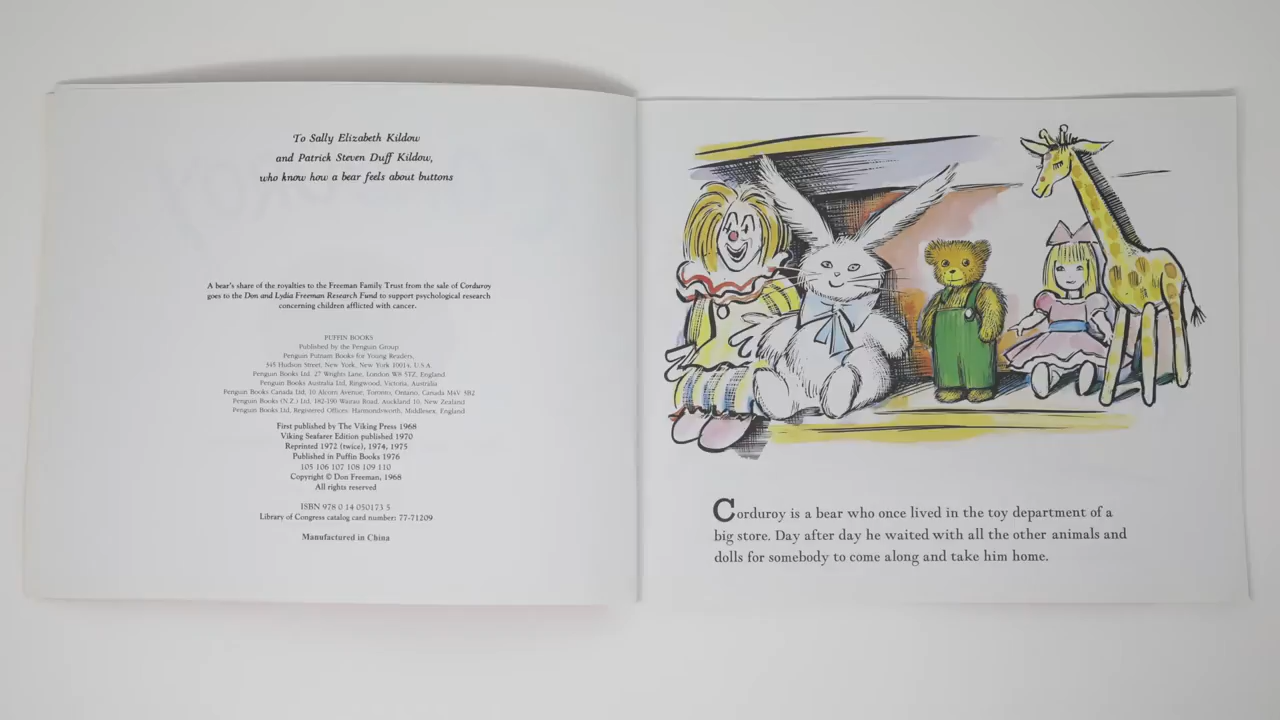 To Sally Elizabeth Kildow
and Patrick Steven Duff Kildow,
who know how a bear feels about buttons
A bear's share of the royalties to the Freeman Family Trust from the sale of Corduroy
goes to the Don and Lydia Freeman Research Fund to support psychological research
concerning children afflicted with cancer.
PUFFIN BOOKS
Published by the Penguin Group
Penguin Putnam Books for Young Readers,
345 Hudson Street, New York, New York 10014, U.S.A.
Penguin Books Ltd, 27 Wrights Lane, London W8 5TZ, England
Penguin Books Australia Ltd, Ringwood, Victoria, Australia
Penguin Books Canada Ltd, 10 Alcorn Avenue, Toronto, Ontario, Canada M4V 3B2
Penguin Books (N.Z.) Ltd, 182-190 Wairau Road, Auckland 10, New Zealand
Penguin Books Ltd, Registered Offices: Harmondsworth, Middlesex, England
First published by The Viking Press 1968
Viking Seafarer Edition published 1970
Reprinted 1972 (twice), 1974, 1975
Published in Puffin Books 1976
105 106 107 108 109 110
Copyright © Don Freeman, 1968
All rights reserved
ISBN 978 0 14 050173 5
Library of Congress catalog card number: 77-71209
Manufactured in China
Corduroy is a bear who once lived in the toy department of a
big store. Day after day he waited with all the other animals and
dolls for somebody to come along and take him home.